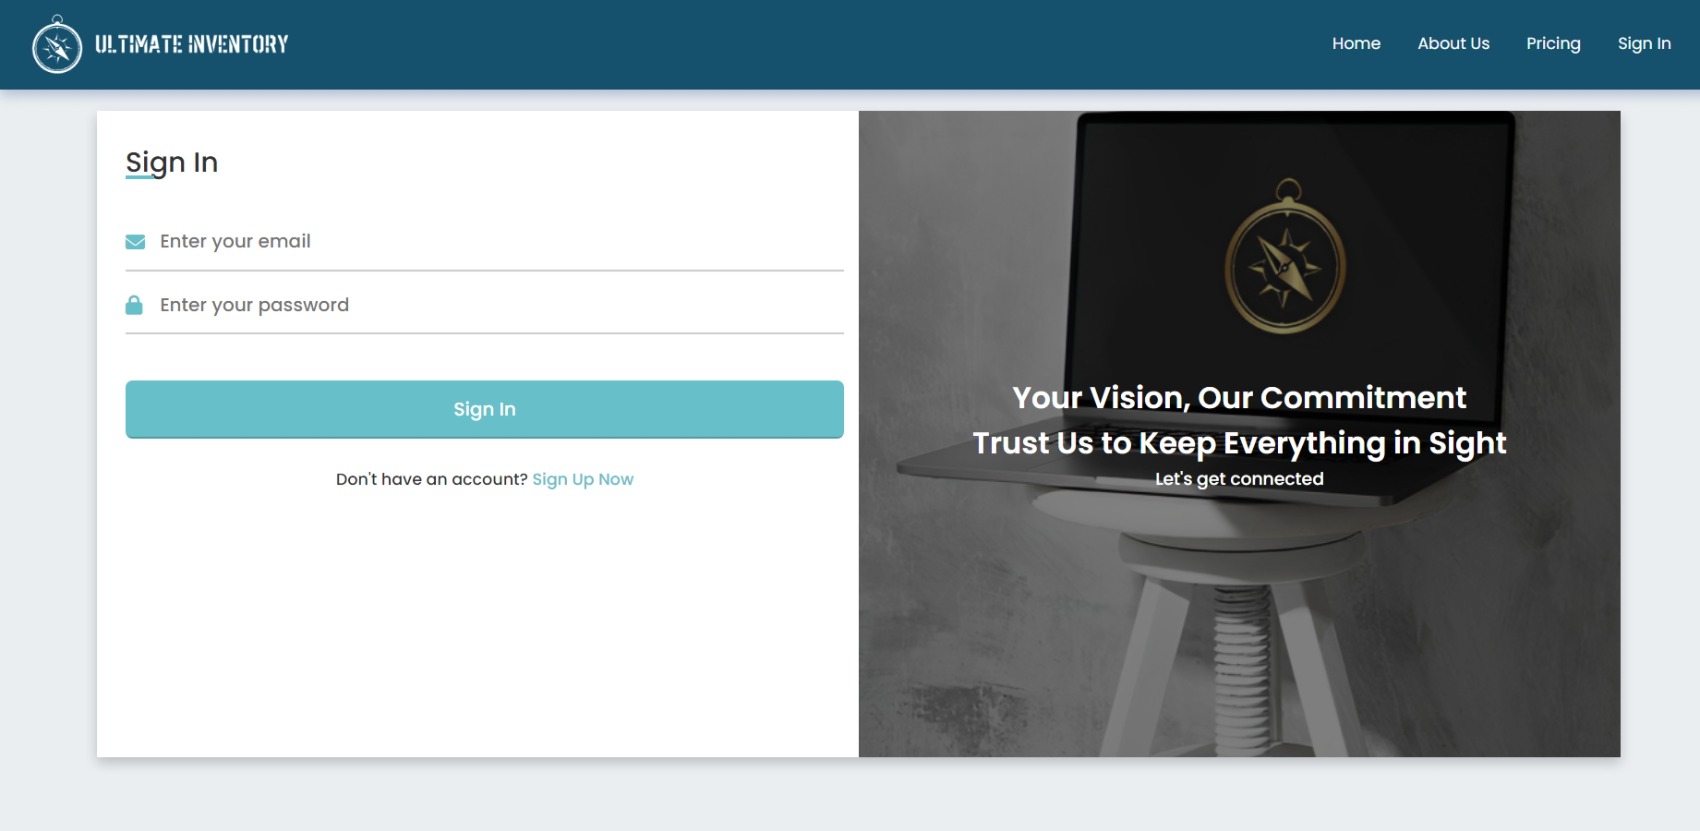 ULTIMATE INVENTORY
Home
About Us
Pricing
Sign In
Sign In
Enter your email
Enter your password
Sign In
Don't have an account? Sign Up Now
Your Vision, Our Commitment
Trust Us to Keep Everything in Sight
Let's get connected